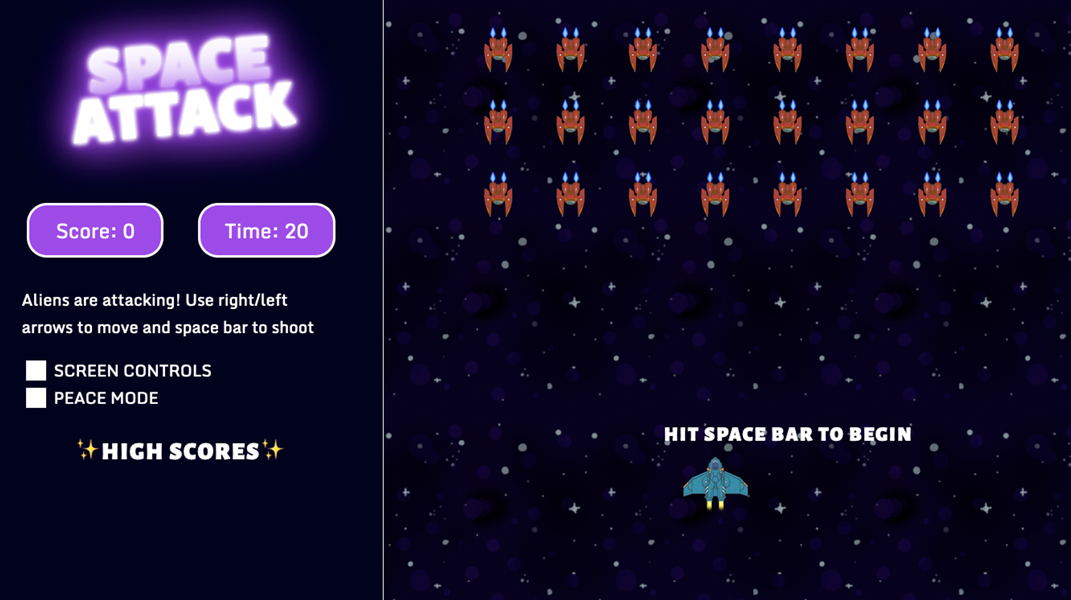 SPACE
ATTACK
Score: 0
Time: 20
Aliens are attacking! Use right/left
arrows to move and space bar to shoot
SCREEN CONTROLS
PEACE MODE
✨HIGH SCORES✨
HIT SPACE BAR TO BEGIN